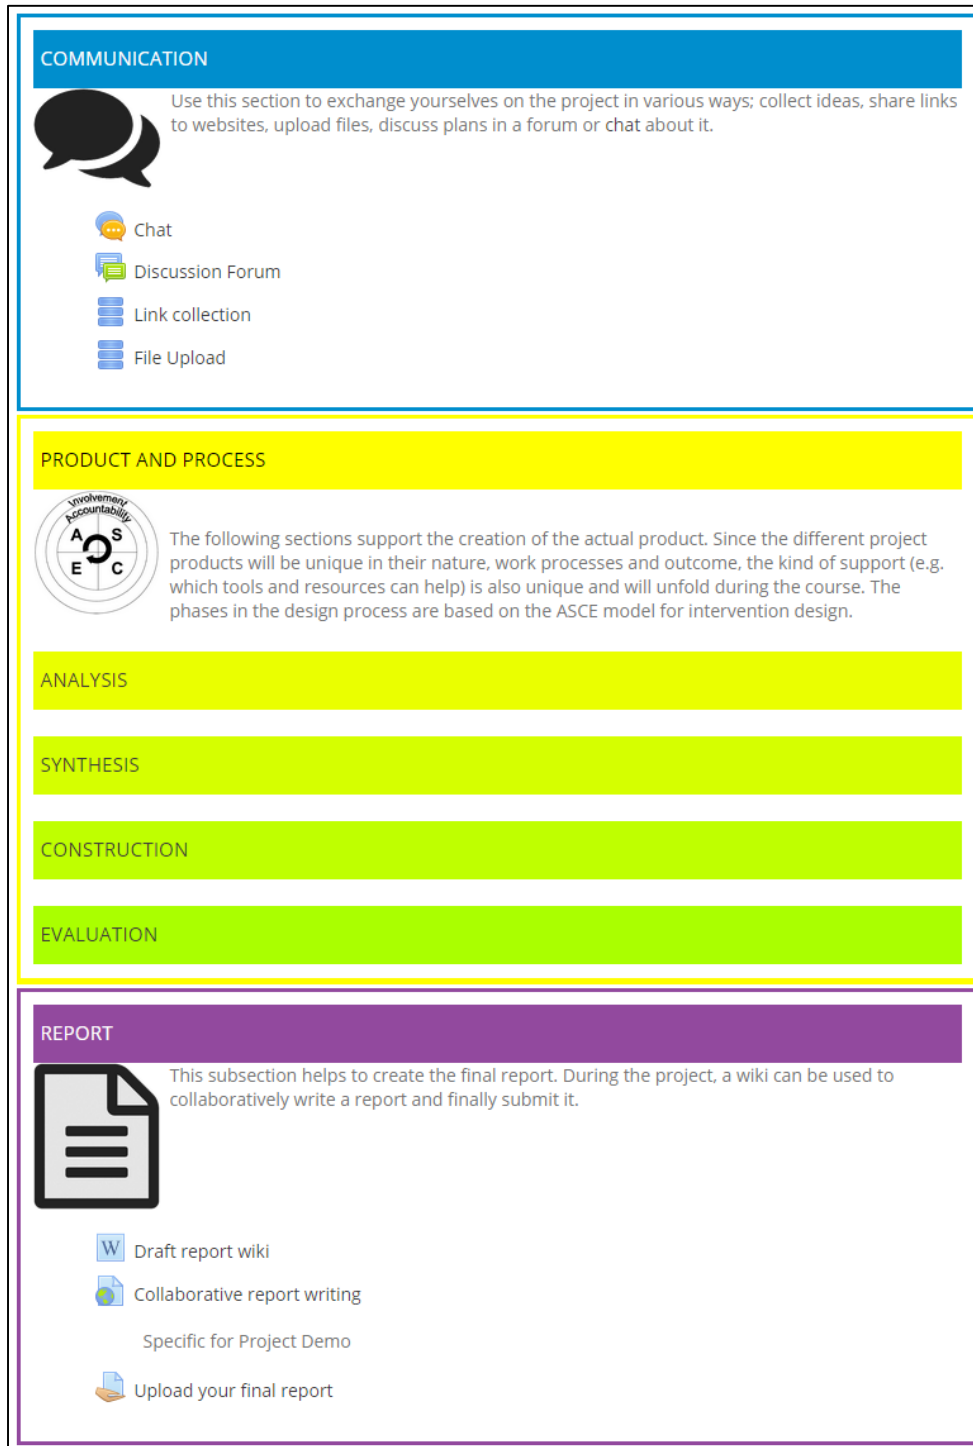 COMMUNICATION
Use this section to exchange yourselves on the project in various ways; collect ideas, share links
to websites, upload files, discuss plans in a forum or chat about it.
Chat
Discussion Forum
Link collection
File Upload
PRODUCT AND PROCESS
Involvement
Accountability
A S
E C
The following sections support the creation of the actual product. Since the different project
products will be unique in their nature, work processes and outcome, the kind of support (e.g.
which tools and resources can help) is also unique and will unfold during the course. The
phases in the design process are based on the ASCE model for intervention design.
ANALYSIS
SYNTHESIS
CONSTRUCTION
EVALUATION
REPORT
This subsection helps to create the final report. During the project, a wiki can be used to
collaboratively write a report and finally submit it.
W Draft report wiki
Collaborative report writing
Specific for Project Demo
Upload your final report